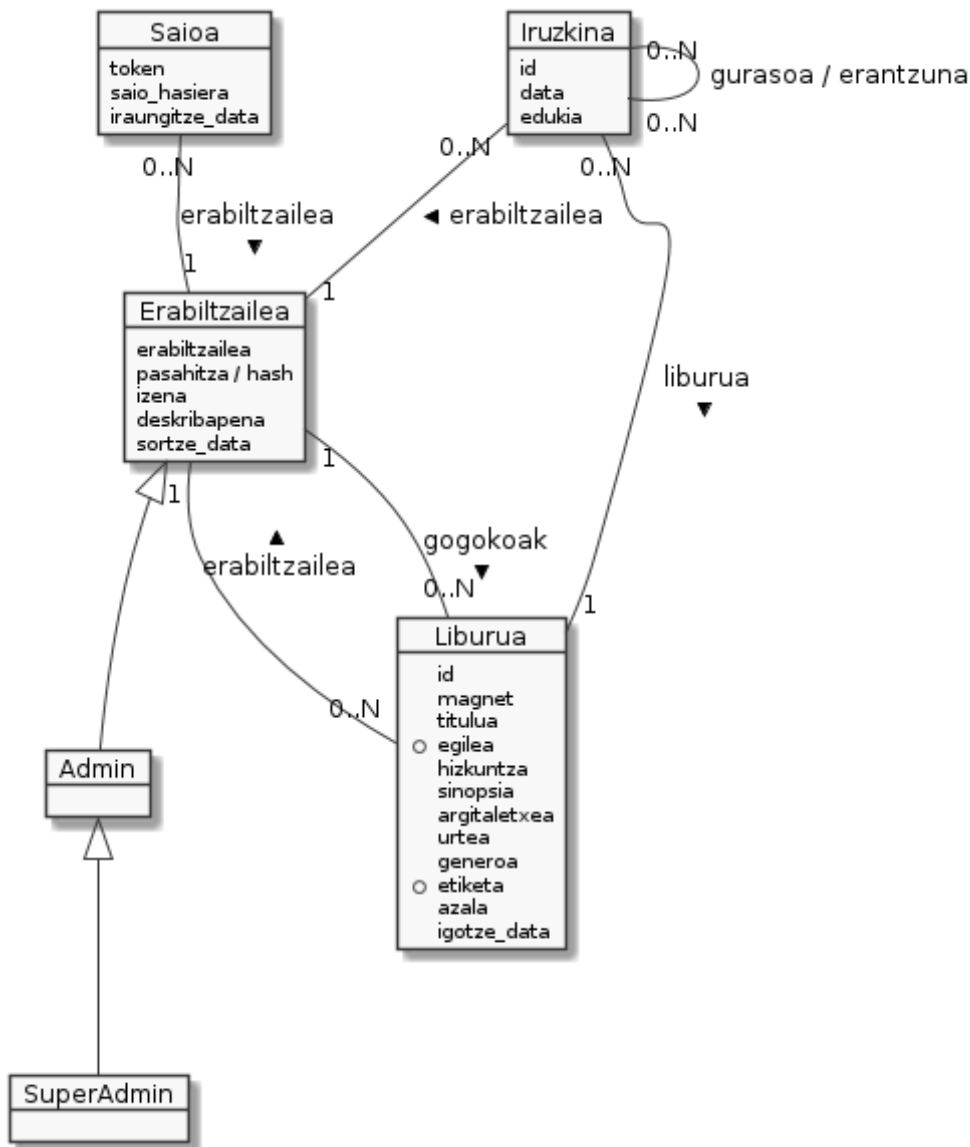 Saioa
token
saio_hasiera
iraungitze_data
Iruzkina
id
data
edukia
0..N
gurasoa / erantzuna
0..N
0..N
0..N
0..N
erabiltzailea
erabiltzailea
1
1
Erabiltzailea
erabiltzailea
pasahitza / hash
izena
deskribapena
sortze_data
liburua
1
1
gogokoak
erabiltzailea
0..N
1
0..N
Liburua
id
magnet
titulua
egilea
hizkuntza
sinopsia
argitaletxea
urtea
generoa
etiketa
azala
igotze_data
Admin
SuperAdmin